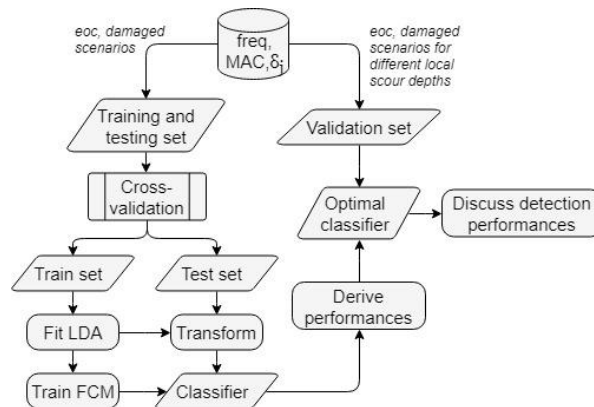 eoc, damaged
scenarios
freq,
MAC,δj
eoc, damaged
scenarios for
different local
scour depths
Training and
testing set
Validation set
Cross-
validation
Optimal
classifier
Discuss detection
performances
Train set
Test set
Derive
performances
Fit LDA
Transform
Train FCM
Classifier